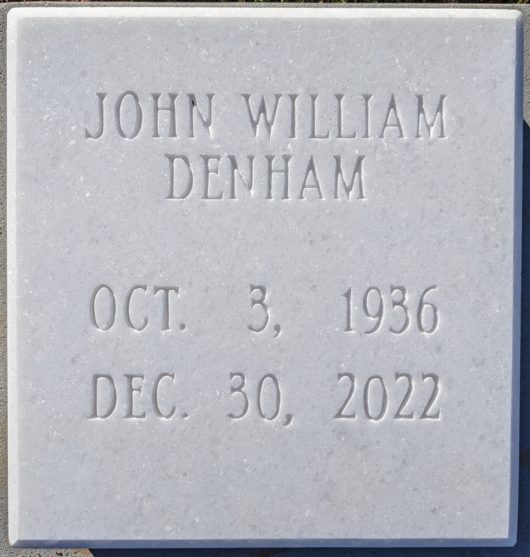 JOHN WILLIAM
DENHAM
OCT. 3, 1936
DEC. 30, 2022